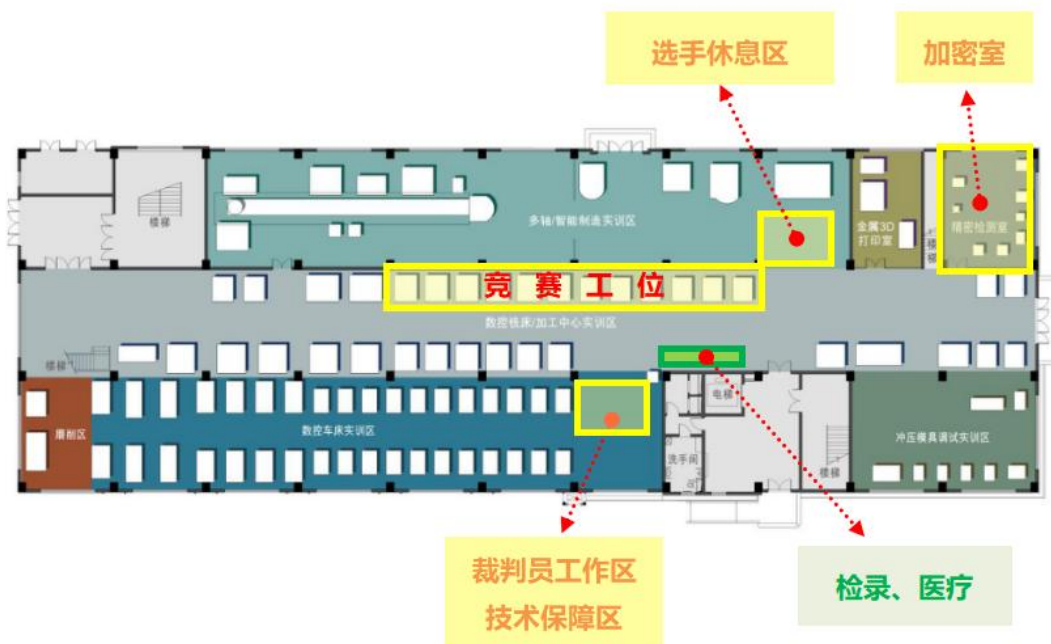 选手休息区
加密室
楼梯
多轴/智能制造实训区
金属3D
打印室
楼梯
精密检测室
竞赛工位
数控铣床/加工中心实训区
楼梯
磨削区
数控车床实训区
电梯
洗手间
楼梯
冲压模具调试实训区
裁判员工作区
技术保障区
检录、医疗